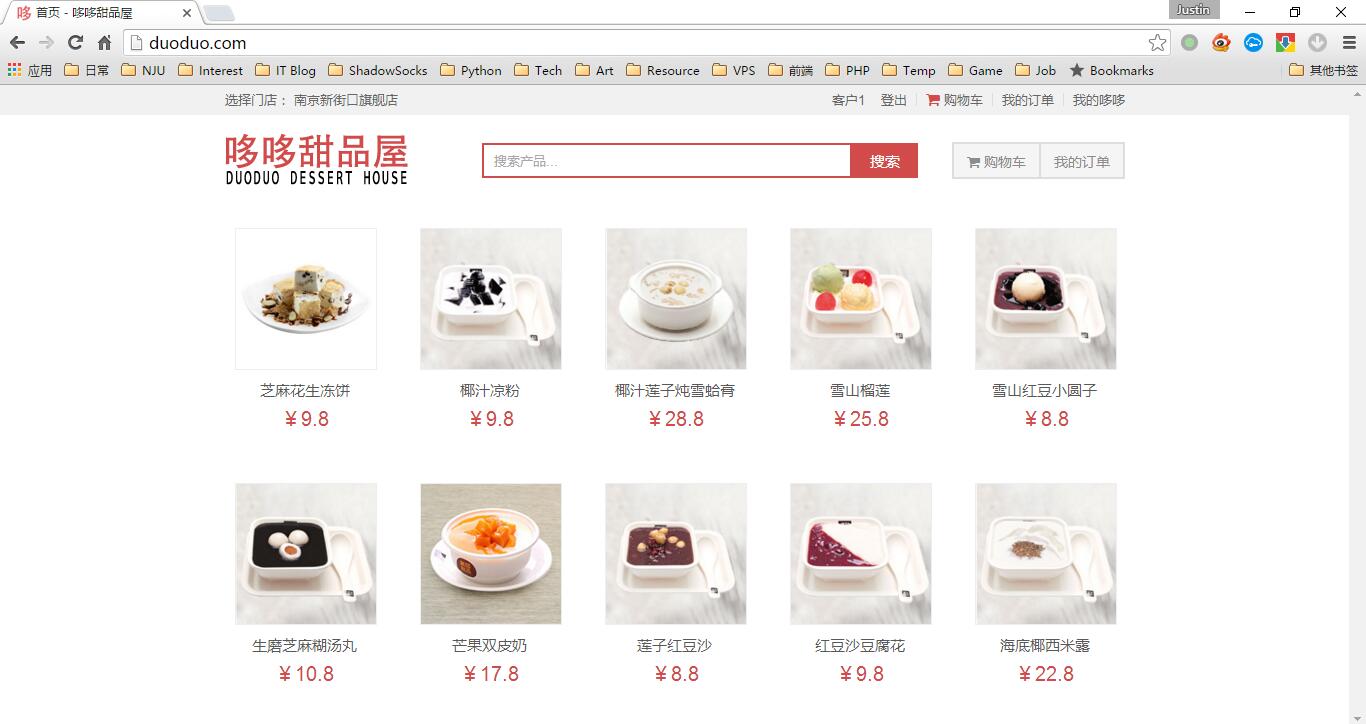 首页 - 哆哆甜品屋
Justin
duoduo.com
应用 日常 NJU Interest IT Blog ShadowSocks Python Tech Art Resource VPS 前端 PHP Temp Game Job Bookmarks 其他书签
选择门店： 南京新街口旗舰店 客户1 登出 购物车 我的订单 我的哆哆
哆哆甜品屋
DUODUO DESSERT HOUSE
搜索产品... 搜索 购物车 我的订单
芝麻花生冻饼 椰汁凉粉 椰汁莲子炖雪蛤膏 雪山榴莲 雪山红豆小圆子
￥9.8 ￥9.8 ￥28.8 ￥25.8 ￥8.8
生磨芝麻糊汤丸 芒果双皮奶 莲子红豆沙 红豆沙豆腐花 海底椰西米露
￥10.8 ￥17.8 ￥8.8 ￥9.8 ￥22.8